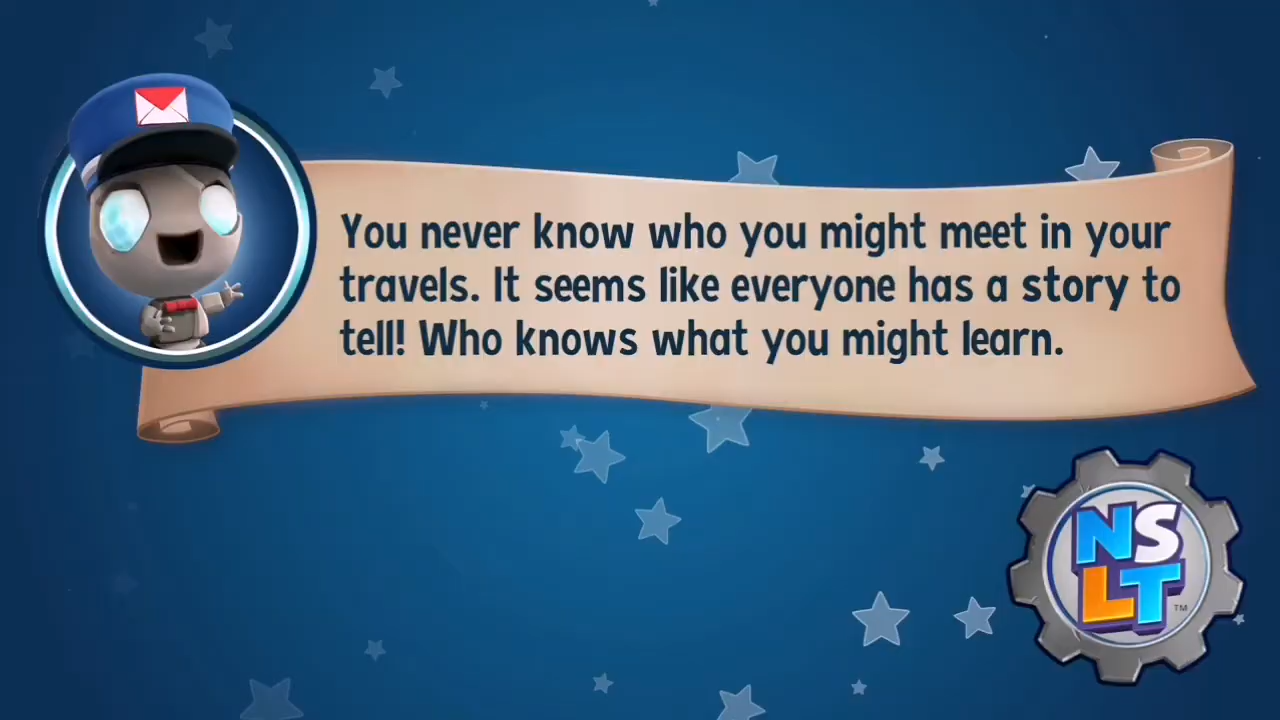 You never know who you might meet in your
travels. It seems like everyone has a story to
tell! Who knows what you might learn.
NS
LT
TM